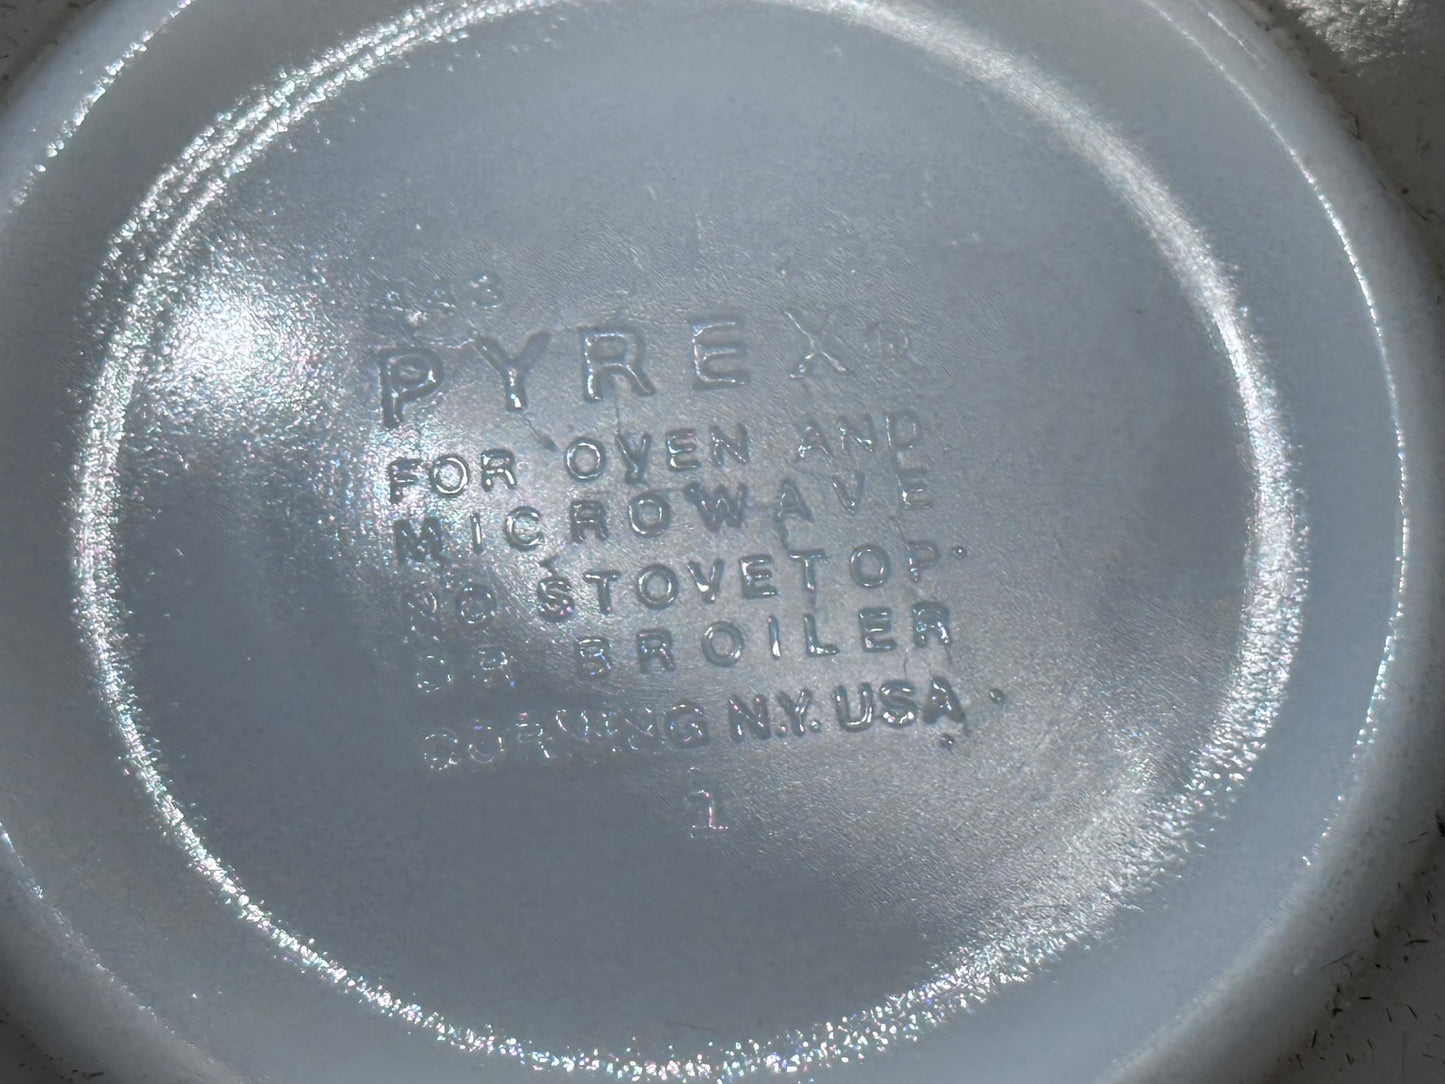 PYREX®
FOR OVEN AND
MICROWAVE
NO STOVETOP
OR BROILER
CORNING N.Y. USA
1